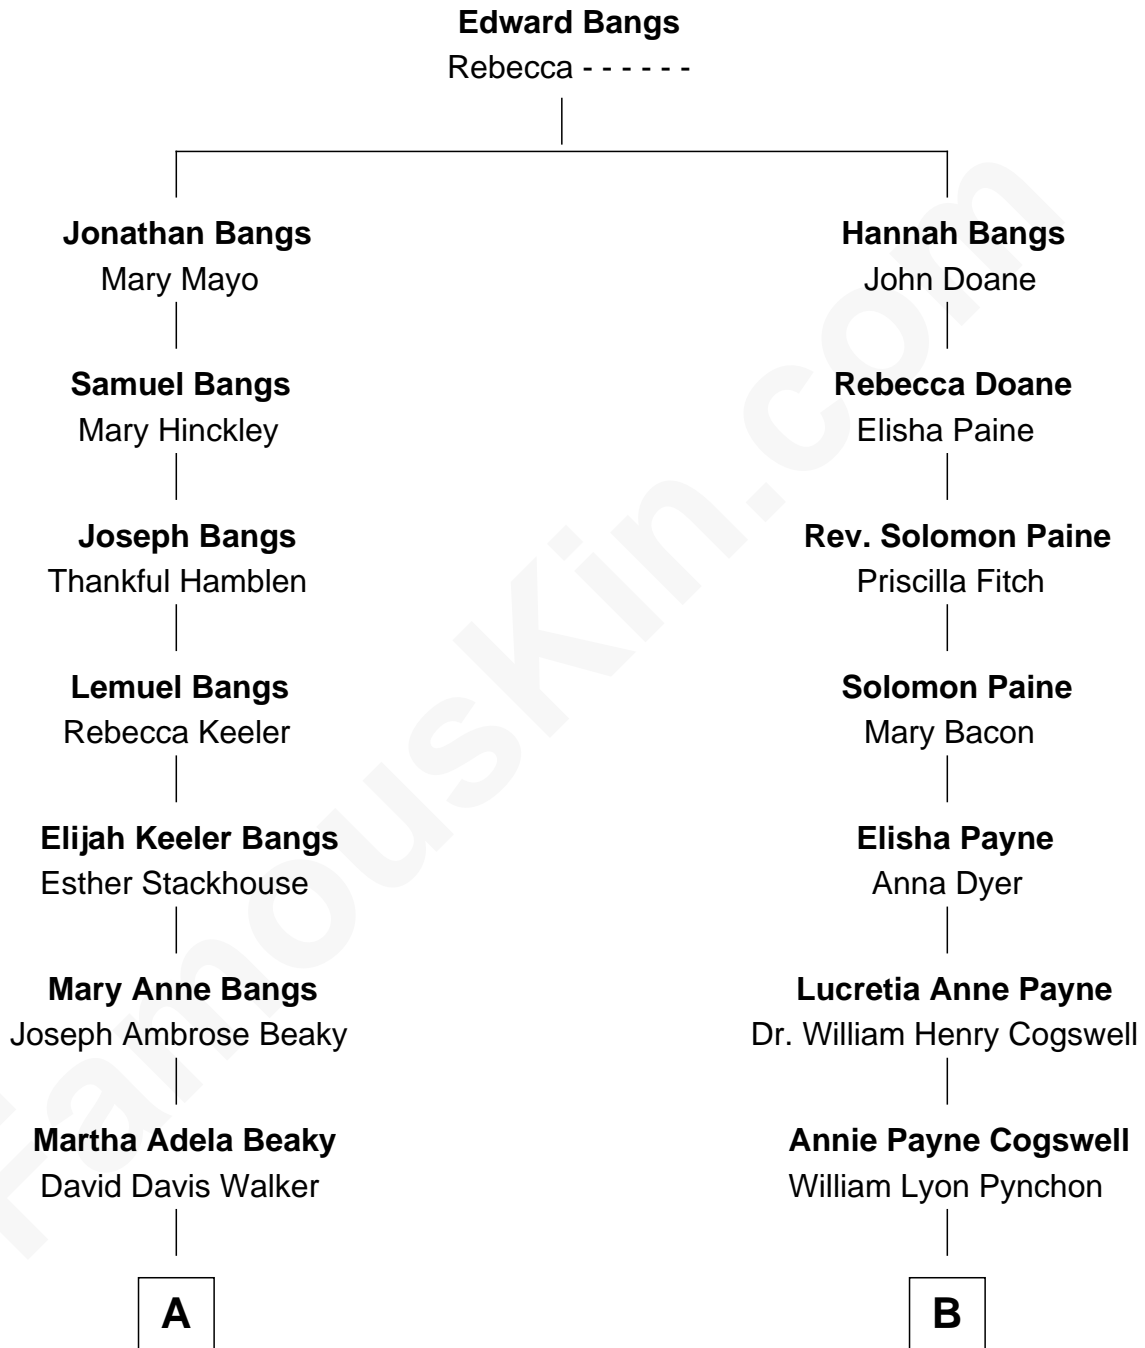 Edward Bangs
Rebecca - - - - - -
Jonathan Bangs
Mary Mayo
Hannah Bangs
John Doane
Samuel Bangs
Mary Hinckley
Rebecca Doane
Elisha Paine
Joseph Bangs
Thankful Hamblen
Rev. Solomon Paine
Priscilla Fitch
Lemuel Bangs
Rebecca Keeler
Solomon Paine
Mary Bacon
Elijah Keeler Bangs
Esther Stackhouse
Elisha Payne
Anna Dyer
Mary Anne Bangs
Joseph Ambrose Beaky
Lucretia Anne Payne
Dr. William Henry Cogswell
Martha Adela Beaky
David Davis Walker
Annie Payne Cogswell
William Lyon Pynchon
A
B
FamousKin.com